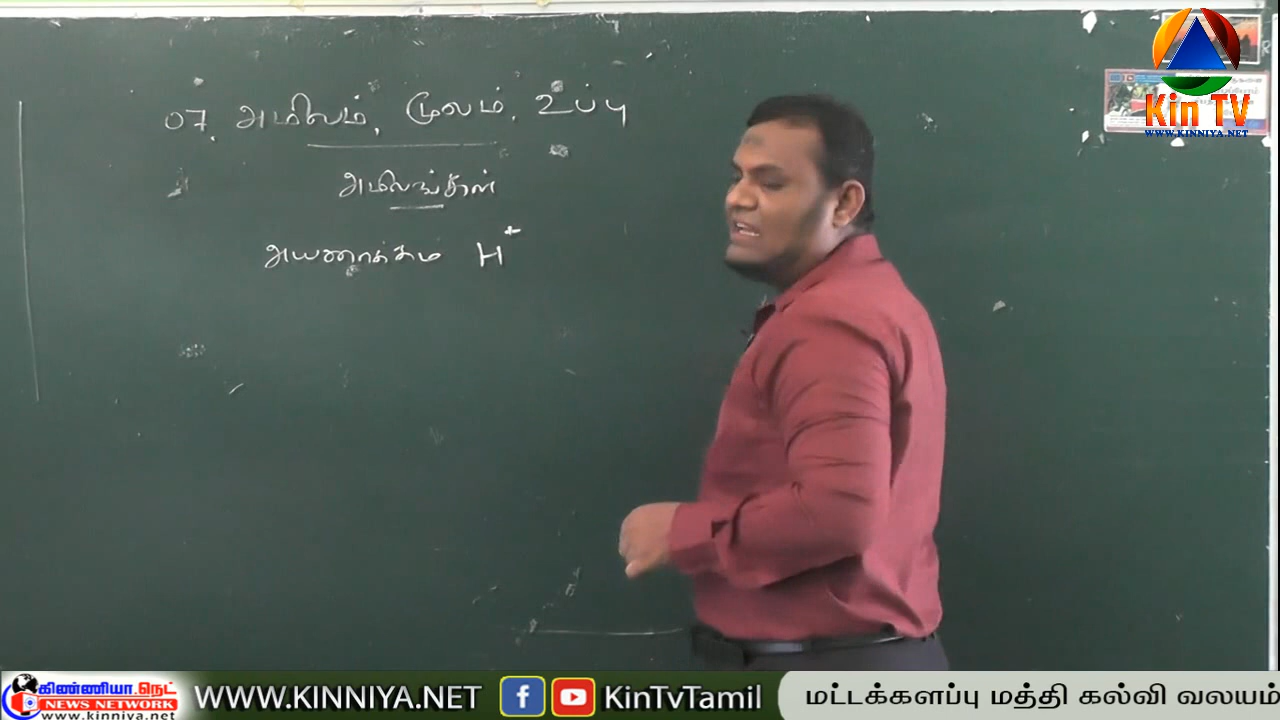 07. அமிலம், மூலம், உப்பு
அமிலங்கள்
அயனாக்கம் H⁺
Kin TV
WWW.KINNIYA.NET
கிண்ணியா.நெட்
NEWS NETWORK
www.kinniya.net
WWW.KINNIYA.NET
KinTvTamil
மட்டக்களப்பு மத்தி கல்வி வலயம்